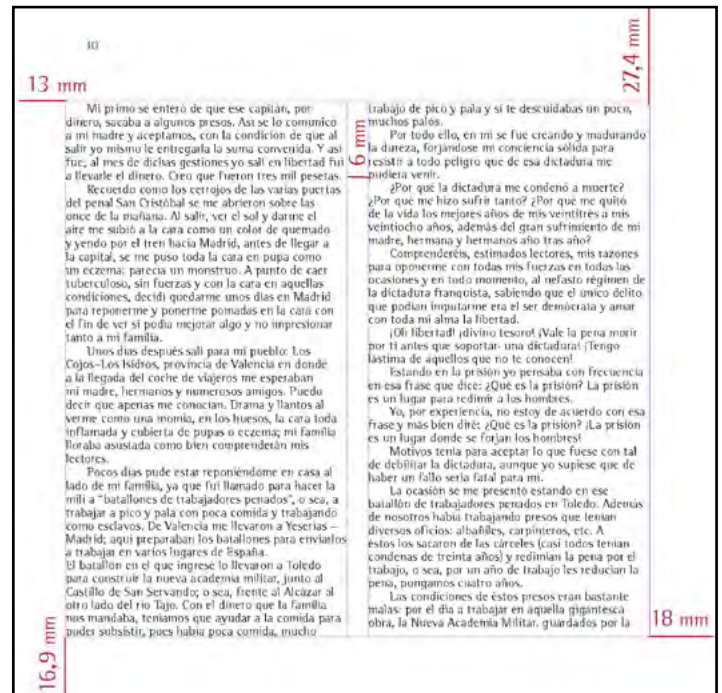 10
13 mm
27,4 mm
Mi primo se enteró de que ese capitán, por
dinero, sacaba a algunos presos. Así se lo comunicó
a mi madre y aceptamos, con la condición de que al
salir yo mismo le entregaría la suma convenida. Y así
fue; al mes de dichas gestiones yo salí en libertad fui
a llevarle el dinero. Creo que fueron tres mil pesetas.
Recuerdo como los cerrojos de las varias puertas
del penal San Cristóbal se me abrieron sobre las
once de la mañana. Al salir, ver el sol y darme el
aire me subió a la cara como un color de quemado
y yendo por el tren hacia Madrid, antes de llegar a
la capital, se me puso toda la cara en pupa como
un eczema: parecía un monstruo. A punto de caer
tuberculoso, sin fuerzas y con la cara en aquellas
condiciones, decidí quedarme unos días en Madrid
para reponerme y ponerme pomadas en la cara con
el fin de ver si podía mejorar algo y no impresionar
tanto a mi familia.
Unos días después salí para mi pueblo: Los
Cojos–Los Isidros, provincia de Valencia en donde
a la llegada del coche de viajeros me esperaban
mi madre, hermanos y numerosos amigos. Puedo
decir que apenas me conocían. Drama y llantos al
verme como una momia, en los huesos, la cara toda
inflamada y cubierta de pupas o eczema; mi familia
lloraba asustada como bien comprenderán mis
lectores.
Pocos días pude estar reponiéndome en casa al
lado de mi familia, ya que fui llamado para hacer la
mili a “batallones de trabajadores penados”, o sea, a
trabajar a pico y pala con poca comida y trabajando
como esclavos. De Valencia me llevaron a Yeserías –
Madrid; aquí preparaban los batallones para enviarlos
a trabajar en varios lugares de España.
El batallón en el que ingresé lo llevaron a Toledo
para construir la nueva academia militar, junto al
Castillo de San Servando; o sea, frente al Alcázar al
otro lado del río Tajo. Con el dinero que la familia
nos mandaba, teníamos que ayudar a la comida para
poder subsistir, pues había poca comida, mucho
6 mm
trabajo de pico y pala y si te descuidabas un poco,
muchos palos.
Por todo ello, en mí se fue creando y madurando
la dureza, forjándose mi conciencia sólida para
resistir a todo peligro que de esa dictadura me
pudiera venir.
¿Por qué la dictadura me condenó a muerte?
¿Por qué me hizo sufrir tanto? ¿Por qué me quitó
de la vida los mejores años de mis veintitrés a mis
veintiocho años, además del gran sufrimiento de mi
madre, hermana y hermanos año tras año?
Comprenderéis, estimados lectores, mis razones
para oponerme con todas mis fuerzas en todas las
ocasiones y en todo momento, al nefasto régimen de
la dictadura franquista, sabiendo que el único delito
que podían imputarme era el ser demócrata y amar
con toda mi alma la libertad.
¡Oh libertad! ¡divino tesoro! ¡Vale la pena morir
por ti antes que soportar una dictadura! ¡Tengo
lástima de aquellos que no te conocen!
Estando en la prisión yo pensaba con frecuencia
en esa frase que dice: ¿Qué es la prisión? La prisión
es un lugar para redimir a los hombres.
Yo, por experiencia, no estoy de acuerdo con esa
frase y más bien diré: ¿Qué es la prisión? ¡La prisión
es un lugar donde se forjan los hombres!
Motivos tenía para aceptar lo que fuese con tal
de debilitar la dictadura, aunque yo supiese que de
haber un fallo sería fatal para mí.
La ocasión se me presentó estando en ese
batallón de trabajadores penados en Toledo. Además
de nosotros había trabajando presos que tenían
diversos oficios: albañiles, carpinteros, etc. A
éstos los sacaron de las cárceles (casi todos tenían
condenas de treinta años) y redimían la pena por el
trabajo, o sea, por un año de trabajo les reducían la
pena, pongamos cuatro años.
Las condiciones de éstos presos eran bastante
malas: por el día a trabajar en aquella gigantesca
obra, la Nueva Academia Militar, guardados por la
18 mm
16,9 mm